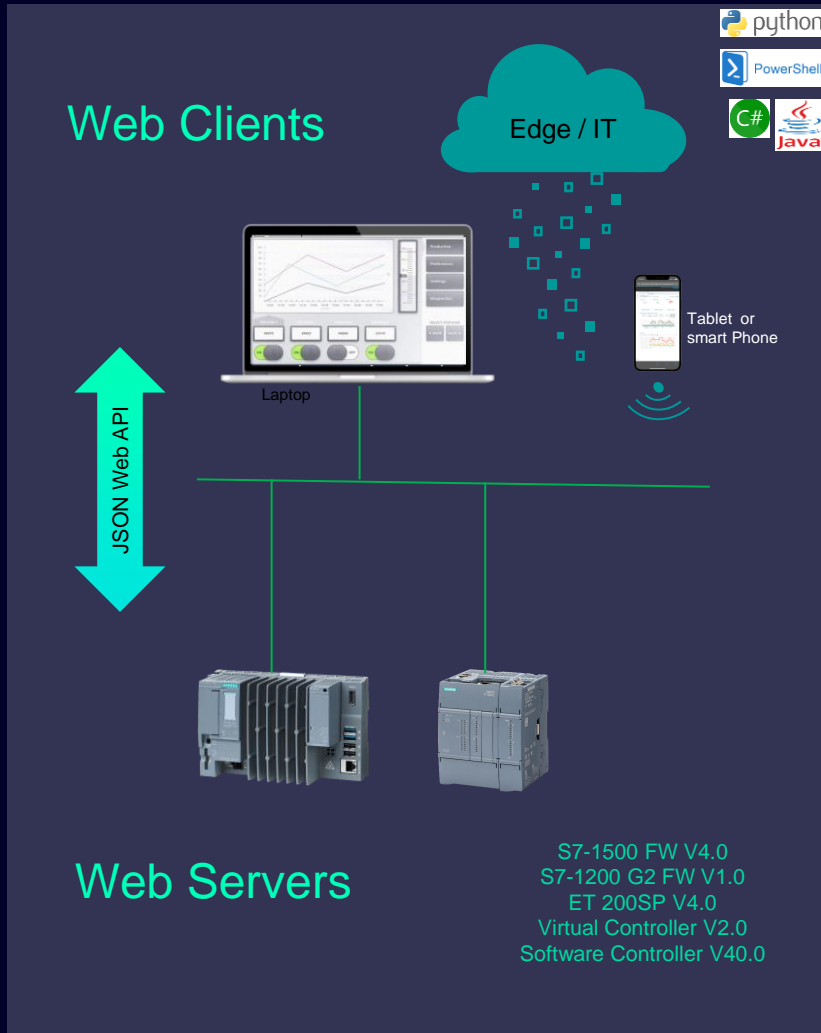 python
PowerShell
C#
Java
Web Clients
Edge / IT
Tablet or
smart Phone
Laptop
JSON Web API
Web Servers
S7-1500 FW V4.0
S7-1200 G2 FW V1.0
ET 200SP V4.0
Virtual Controller V2.0
Software Controller V40.0